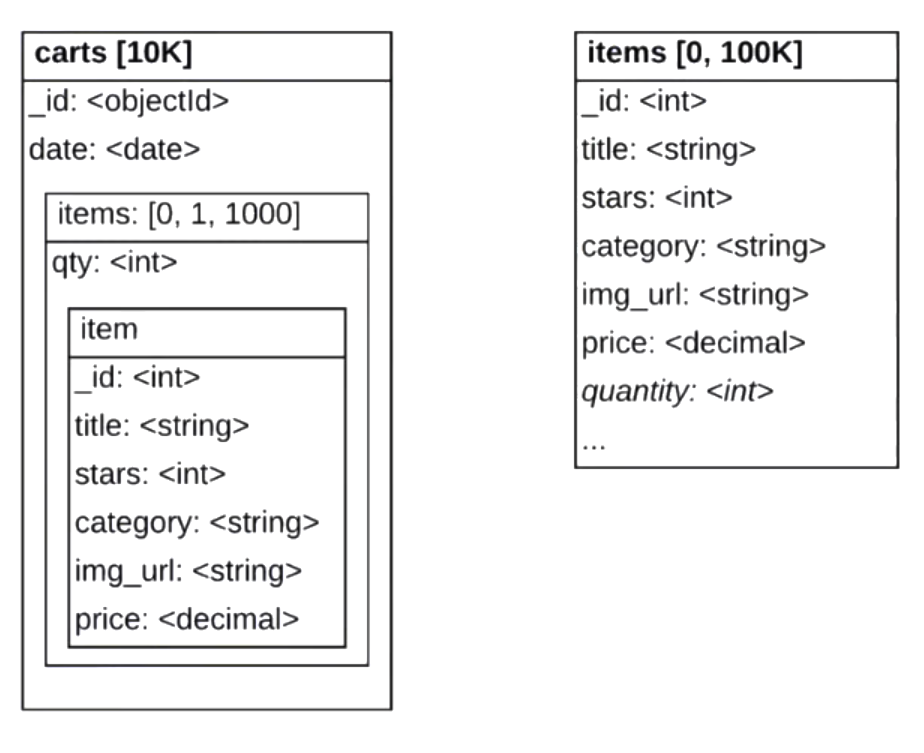 carts [10K]
_id: <objectId>
date: <date>
items: [0, 1, 1000]
qty: <int>
item
_id: <int>
title: <string>
stars: <int>
category: <string>
img_url: <string>
price: <decimal>
items [0, 100K]
_id: <int>
title: <string>
stars: <int>
category: <string>
img_url: <string>
price: <decimal>
quantity: <int>
...